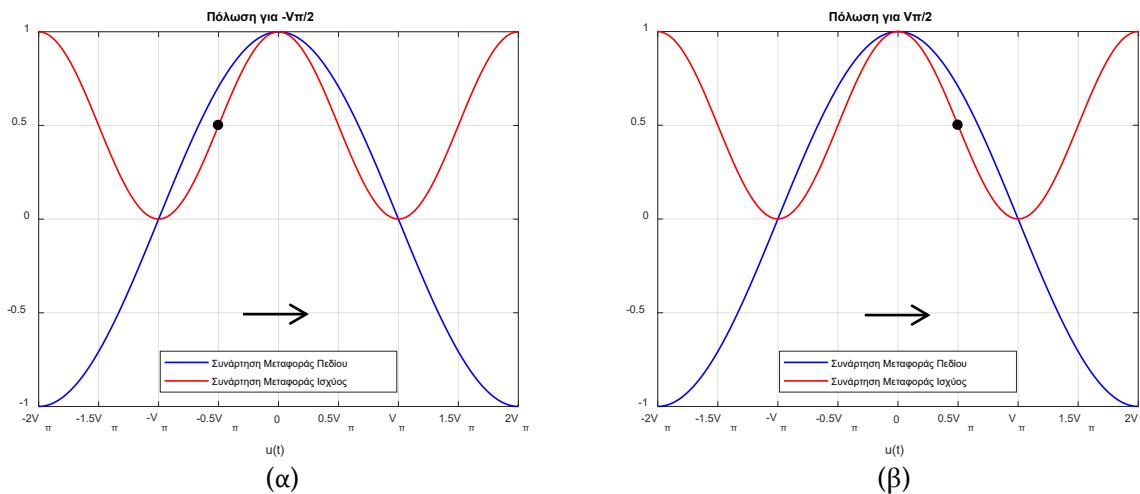 Πόλωση για -Vπ/2
1
0.5
0
-0.5
-1
Συνάρτηση Μεταφοράς Πεδίου
Συνάρτηση Μεταφοράς Ισχύος
-2V π -1.5V π -V π -0.5V π 0 0.5V π V π 1.5V π 2V π
u(t)
(α)
Πόλωση για Vπ/2
1
0.5
0
-0.5
-1
Συνάρτηση Μεταφοράς Πεδίου
Συνάρτηση Μεταφοράς Ισχύος
-2V π -1.5V π -V π -0.5V π 0 0.5V π V π 1.5V π 2V π
u(t)
(β)